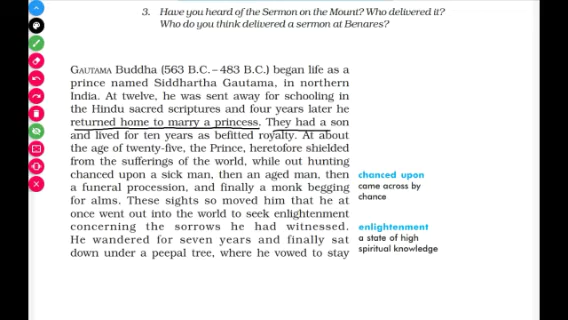 3. Have you heard of the Sermon on the Mount? Who delivered it?
Who do you think delivered a sermon at Benares?
GAUTAMA Buddha (563 B.C. – 483 B.C.) began life as a
prince named Siddhartha Gautama, in northern
India. At twelve, he was sent away for schooling in
the Hindu sacred scriptures and four years later he
returned home to marry a princess. They had a son
and lived for ten years as befitted royalty. At about
the age of twenty-five, the Prince, heretofore shielded
from the sufferings of the world, while out hunting
chanced upon a sick man, then an aged man, then
a funeral procession, and finally a monk begging
for alms. These sights so moved him that he at
once went out into the world to seek enlightenment
concerning the sorrows he had witnessed.
He wandered for seven years and finally sat
down under a peepal tree, where he vowed to stay
chanced upon
came across by
chance
enlightenment
a state of high
spiritual knowledge